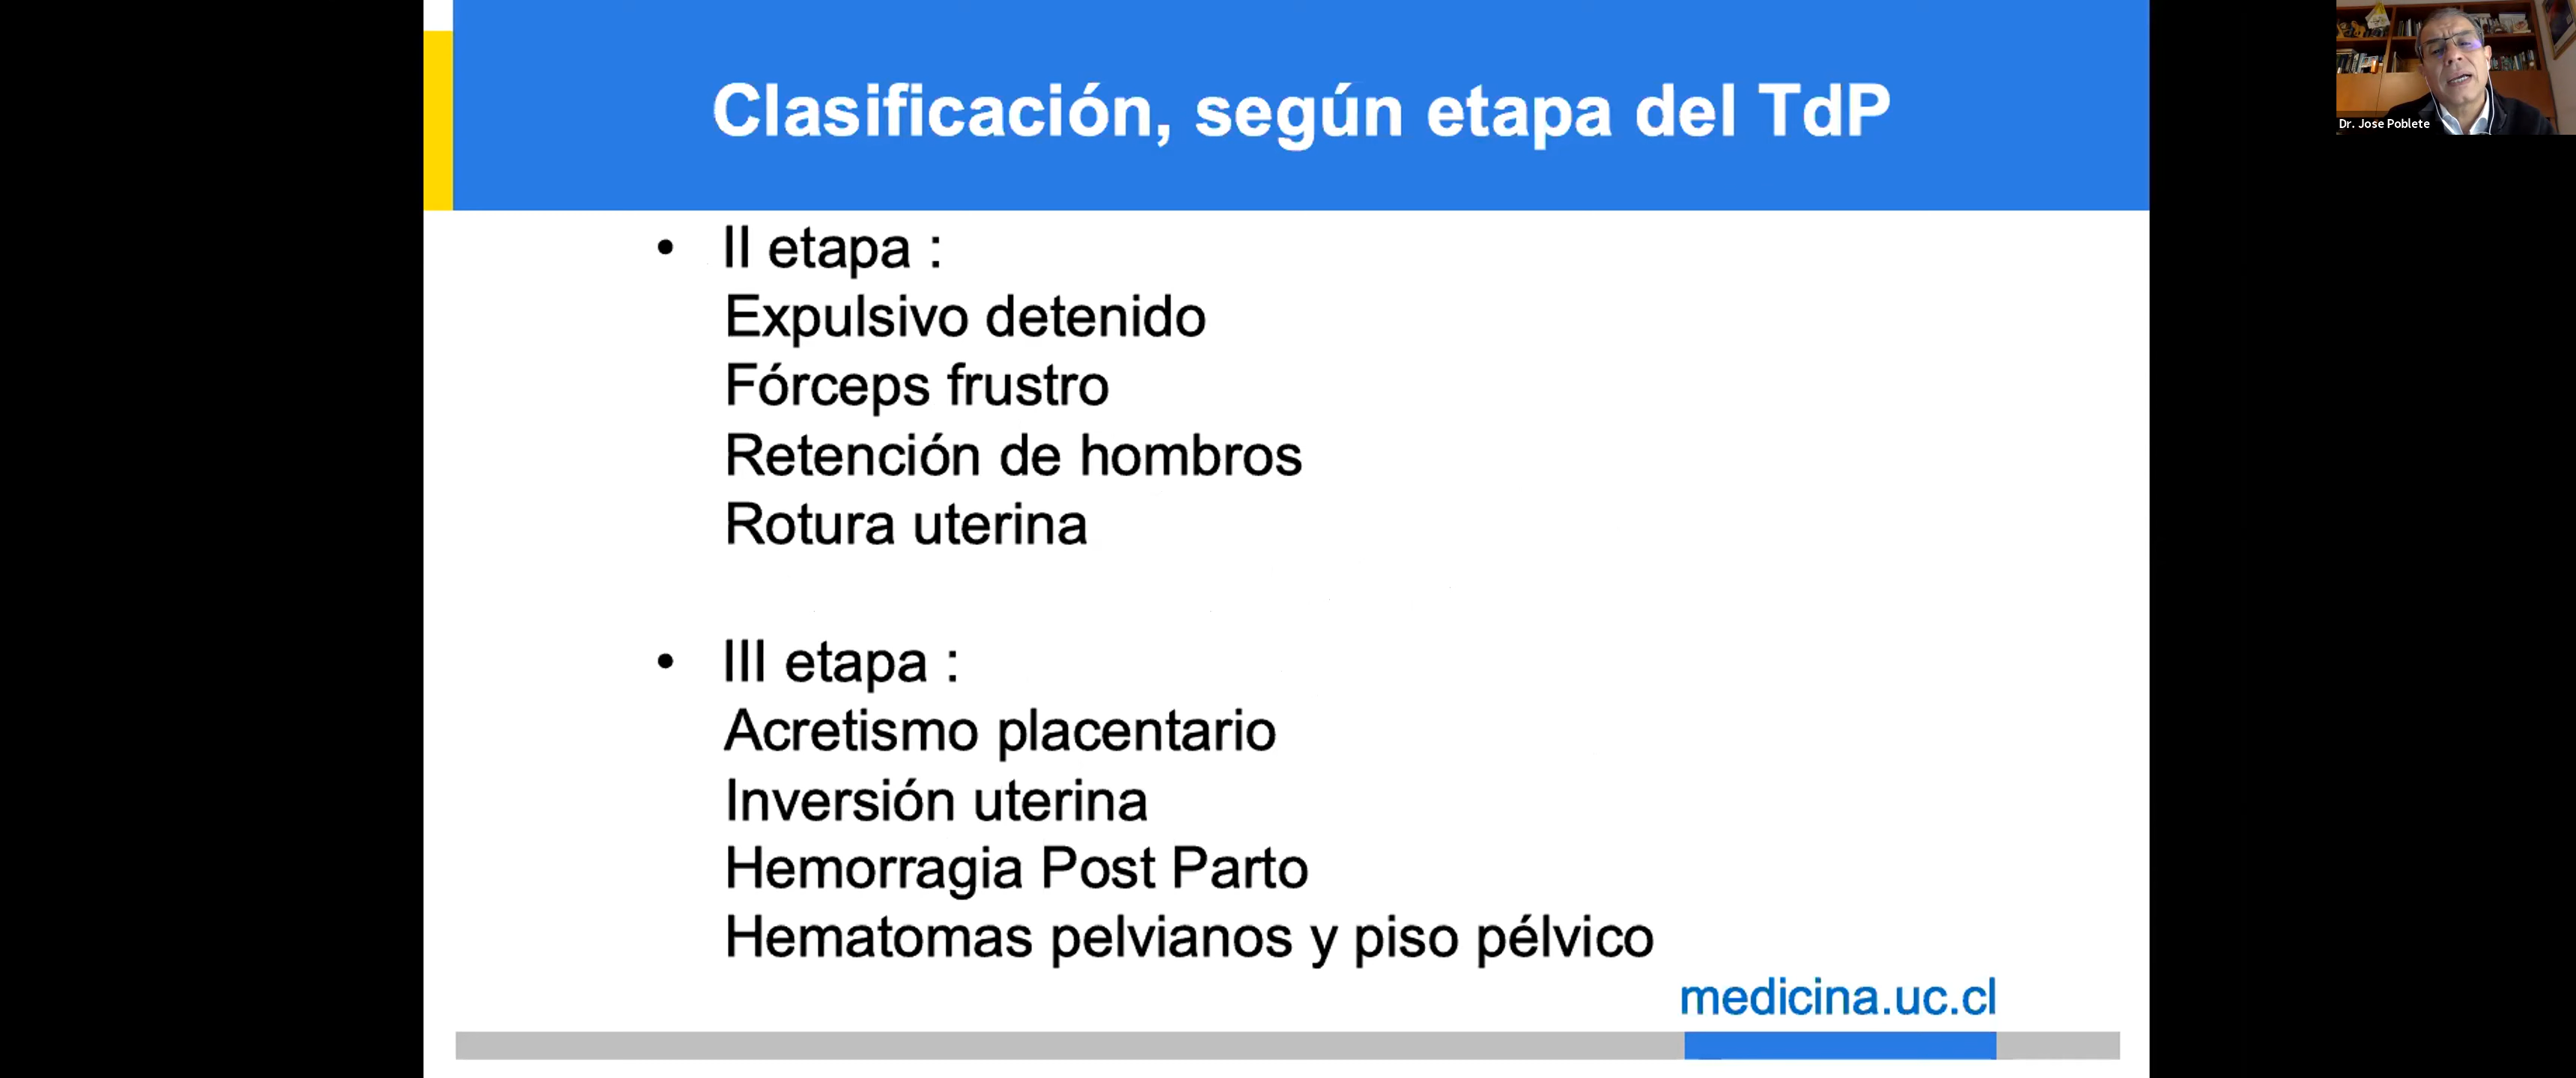 Clasificación, según etapa del TdP
• II etapa :
Expulsivo detenido
Fórceps frustro
Retención de hombros
Rotura uterina
• III etapa :
Acretismo placentario
Inversión uterina
Hemorragia Post Parto
Hematomas pelvianos y piso pélvico
medicina.uc.cl
Dr. Jose Poblete